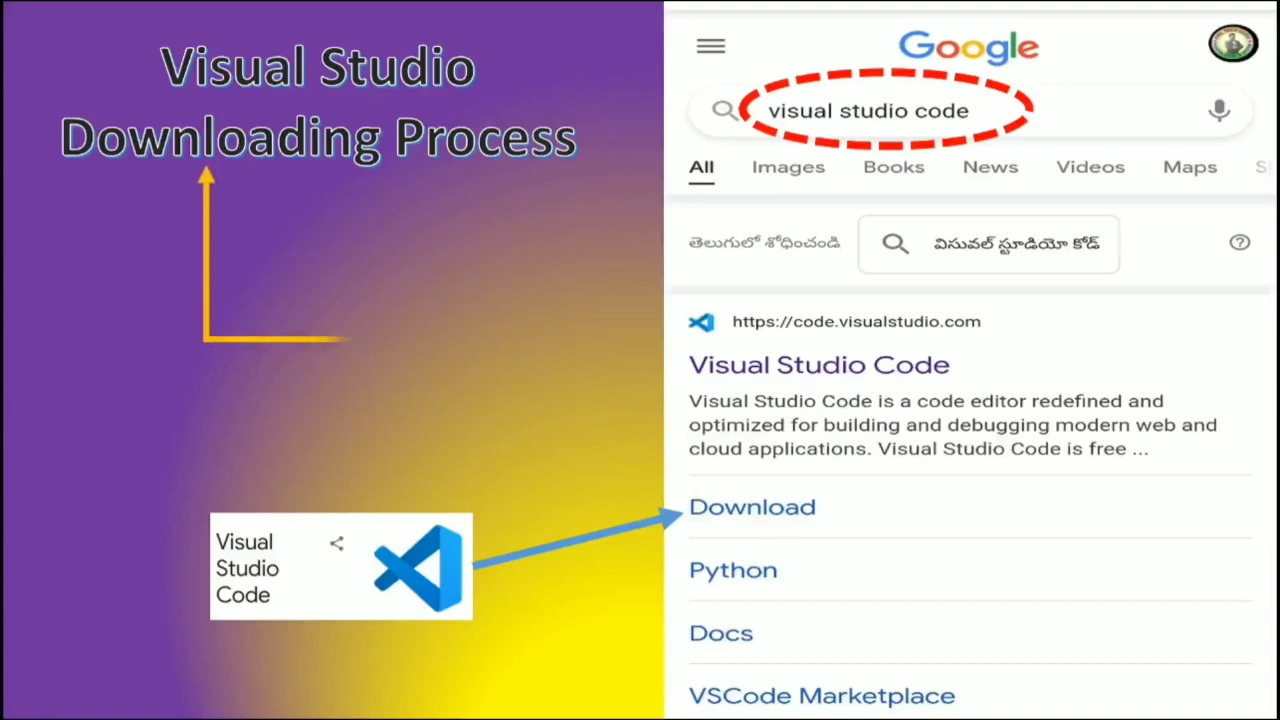 Visual Studio
Downloading Process
Visual
Studio
Code
Google
visual studio code
All Images Books News Videos Maps
తెలుగులో శోధించండి విసువల్ స్టూడియో కోడ్
https://code.visualstudio.com
Visual Studio Code
Visual Studio Code is a code editor redefined and
optimized for building and debugging modern web and
cloud applications. Visual Studio Code is free ...
Download
Python
Docs
VSCode Marketplace